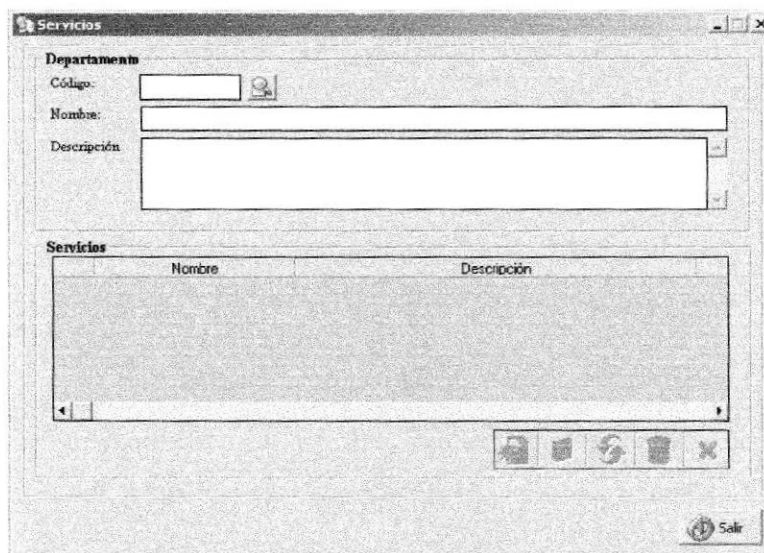 Servicios
Departamento
Código:
Nombre:
Descripción
Servicios
Nombre Descripción
Salir